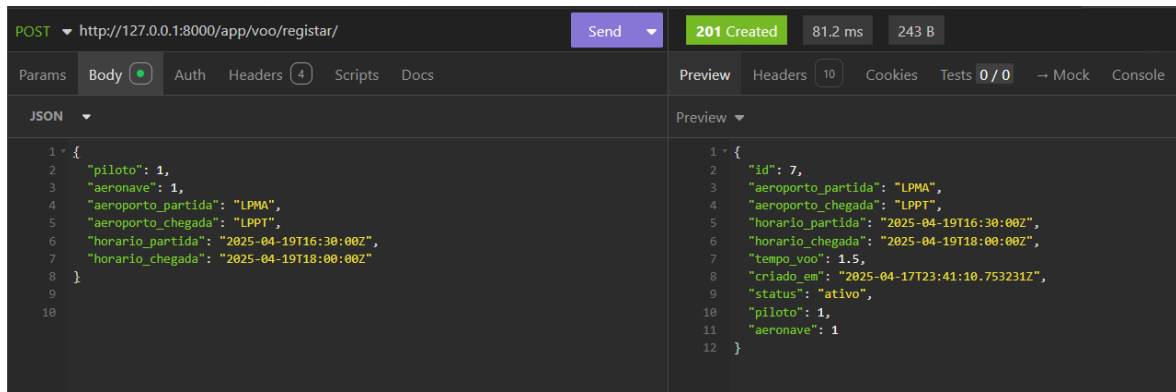 POST http://127.0.0.1:8000/app/voo/registar/ Send
Params Body Auth Headers 4 Scripts Docs
JSON
1 {
2 "piloto": 1,
3 "aeronave": 1,
4 "aeroporto_partida": "LPMA",
5 "aeroporto_chegada": "LPPT",
6 "horario_partida": "2025-04-19T16:30:00Z",
7 "horario_chegada": "2025-04-19T18:00:00Z"
8 }
9
10
201 Created 81.2 ms 243 B
Preview Headers 10 Cookies Tests 0 / 0 → Mock Console
Preview
1 {
2 "id": 7,
3 "aeroporto_partida": "LPMA",
4 "aeroporto_chegada": "LPPT",
5 "horario_partida": "2025-04-19T16:30:00Z",
6 "horario_chegada": "2025-04-19T18:00:00Z",
7 "tempo_voo": 1.5,
8 "criado_em": "2025-04-17T23:41:10.753231Z",
9 "status": "ativo",
10 "piloto": 1,
11 "aeronave": 1
12 }